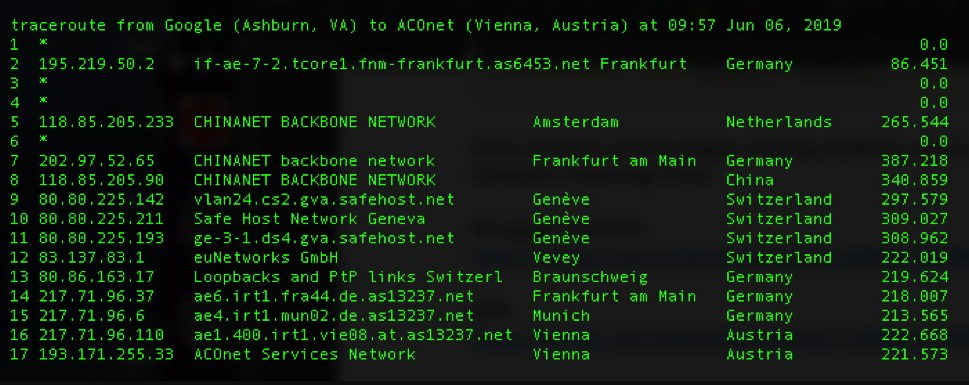 traceroute from Google (Ashburn, VA) to ACOnet (Vienna, Austria) at 09:57 Jun 06, 2019
1 * 0.0
2 195.219.50.2 if-ae-7-2.tcore1.fnm-frankfurt.as6453.net Frankfurt Germany 86.451
3 * 0.0
4 * 0.0
5 118.85.205.233 CHINANET BACKBONE NETWORK Amsterdam Netherlands 265.544
6 * 0.0
7 202.97.52.65 CHINANET backbone network Frankfurt am Main Germany 387.218
8 118.85.205.90 CHINANET BACKBONE NETWORK China 340.859
9 80.80.225.142 vlan24.cs2.gva.safehost.net Genève Switzerland 297.579
10 80.80.225.211 Safe Host Network Geneva Genève Switzerland 309.027
11 80.80.225.193 ge-3-1.ds4.gva.safehost.net Genève Switzerland 308.962
12 83.137.83.1 euNetworks GmbH Vevey Switzerland 222.019
13 80.86.163.17 Loopbacks and PtP links Switzerl Braunschweig Germany 219.624
14 217.71.96.37 ae6.irt1.fra44.de.as13237.net Frankfurt am Main Germany 218.007
15 217.71.96.6 ae4.irt1.mun02.de.as13237.net Munich Germany 213.565
16 217.71.96.110 ae1.400.irt1.vie08.at.as13237.net Vienna Austria 222.668
17 193.171.255.33 ACOnet Services Network Vienna Austria 221.573